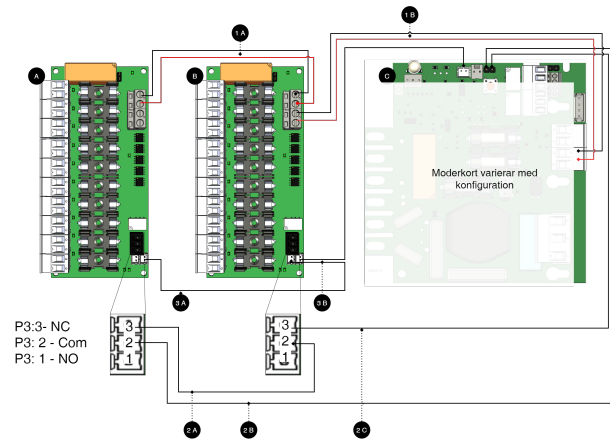 1 A
1 B
A
B
C
Moderkort varierar med
konfiguration
3 A
3 B
P3:3- NC
P3: 2 - Com
P3: 1 - NO
3
2
1
3
2
1
2 A
2 B
2 C